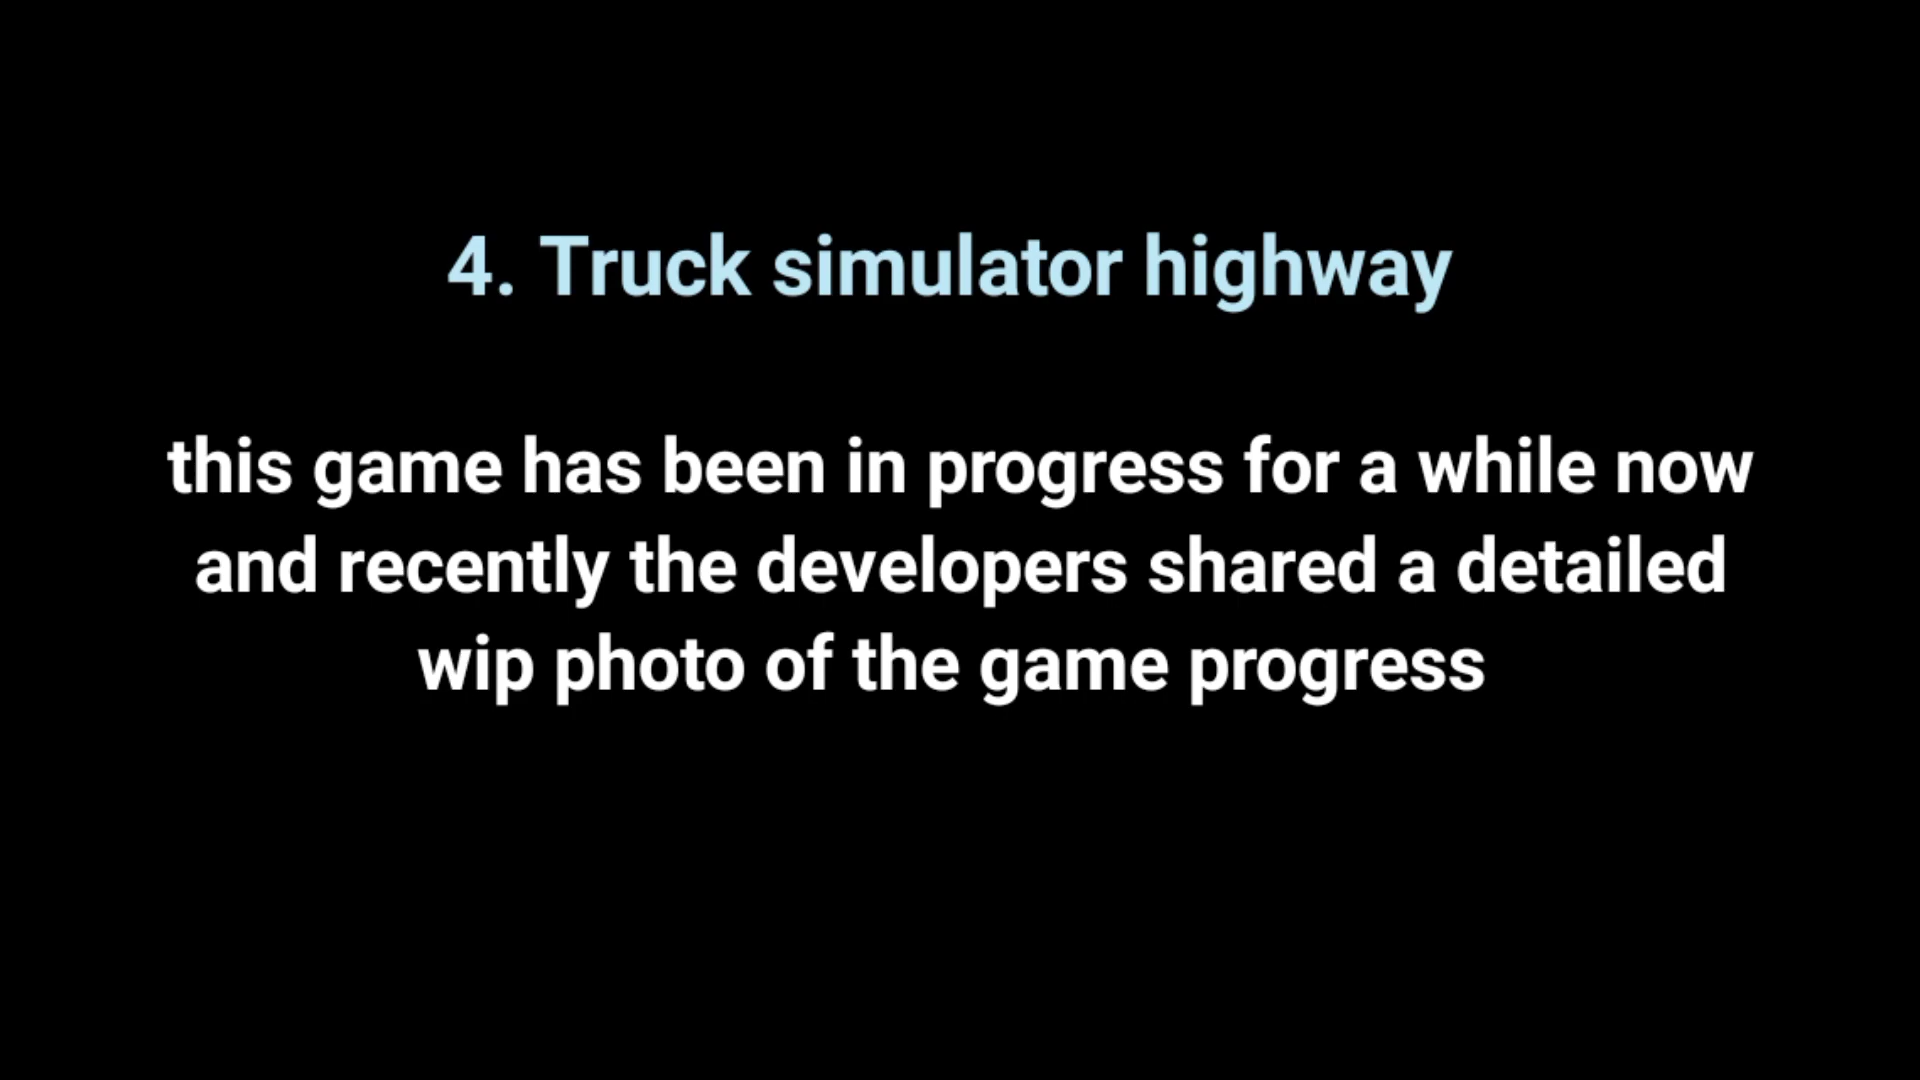 4. Truck simulator highway
this game has been in progress for a while now
and recently the developers shared a detailed
wip photo of the game progress